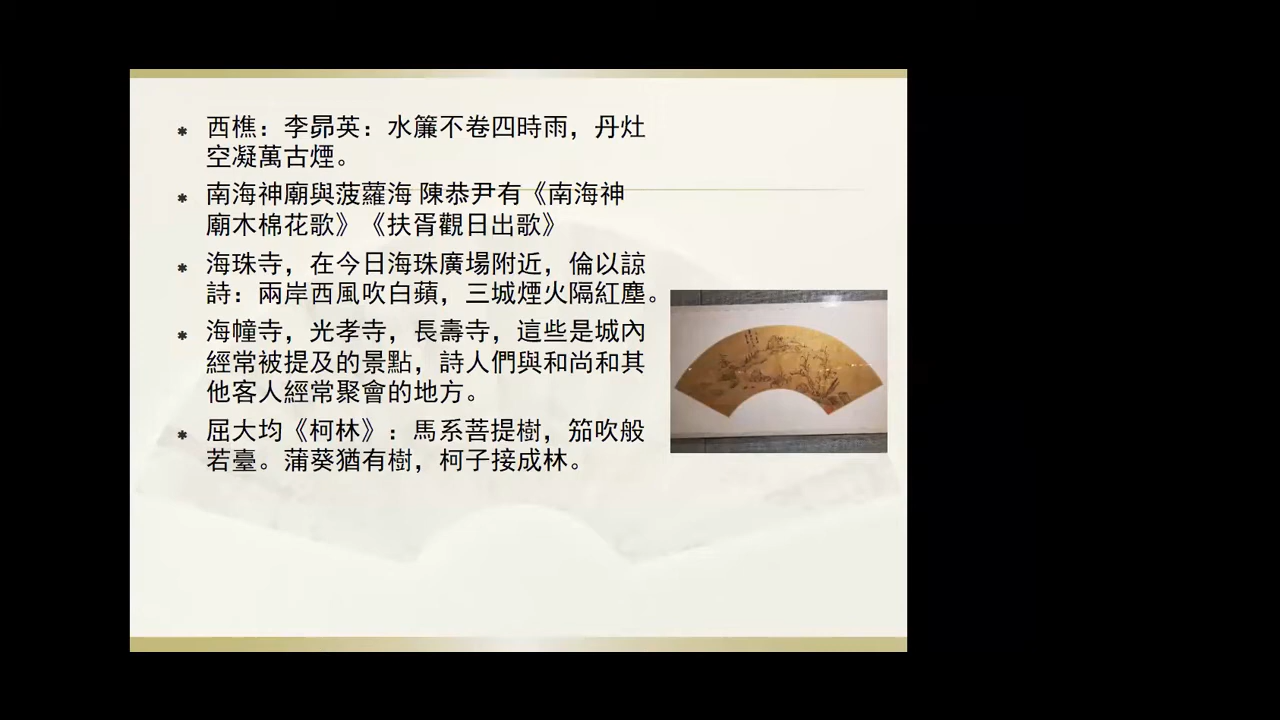 西樵：李昴英：水簾不卷四時雨，丹灶
空凝萬古煙。
南海神廟與菠蘿海 陳恭尹有《南海神
廟木棉花歌》《扶胥觀日出歌》
海珠寺，在今日海珠廣場附近，倫以諒
詩：兩岸西風吹白蘋，三城煙火隔紅塵。
海幢寺，光孝寺，長壽寺，這些是城內
經常被提及的景點，詩人們與和尚和其
他客人經常聚會的地方。
屈大均《柯林》：馬系菩提樹，笳吹般
若臺。蒲葵猶有樹，柯子接成林。